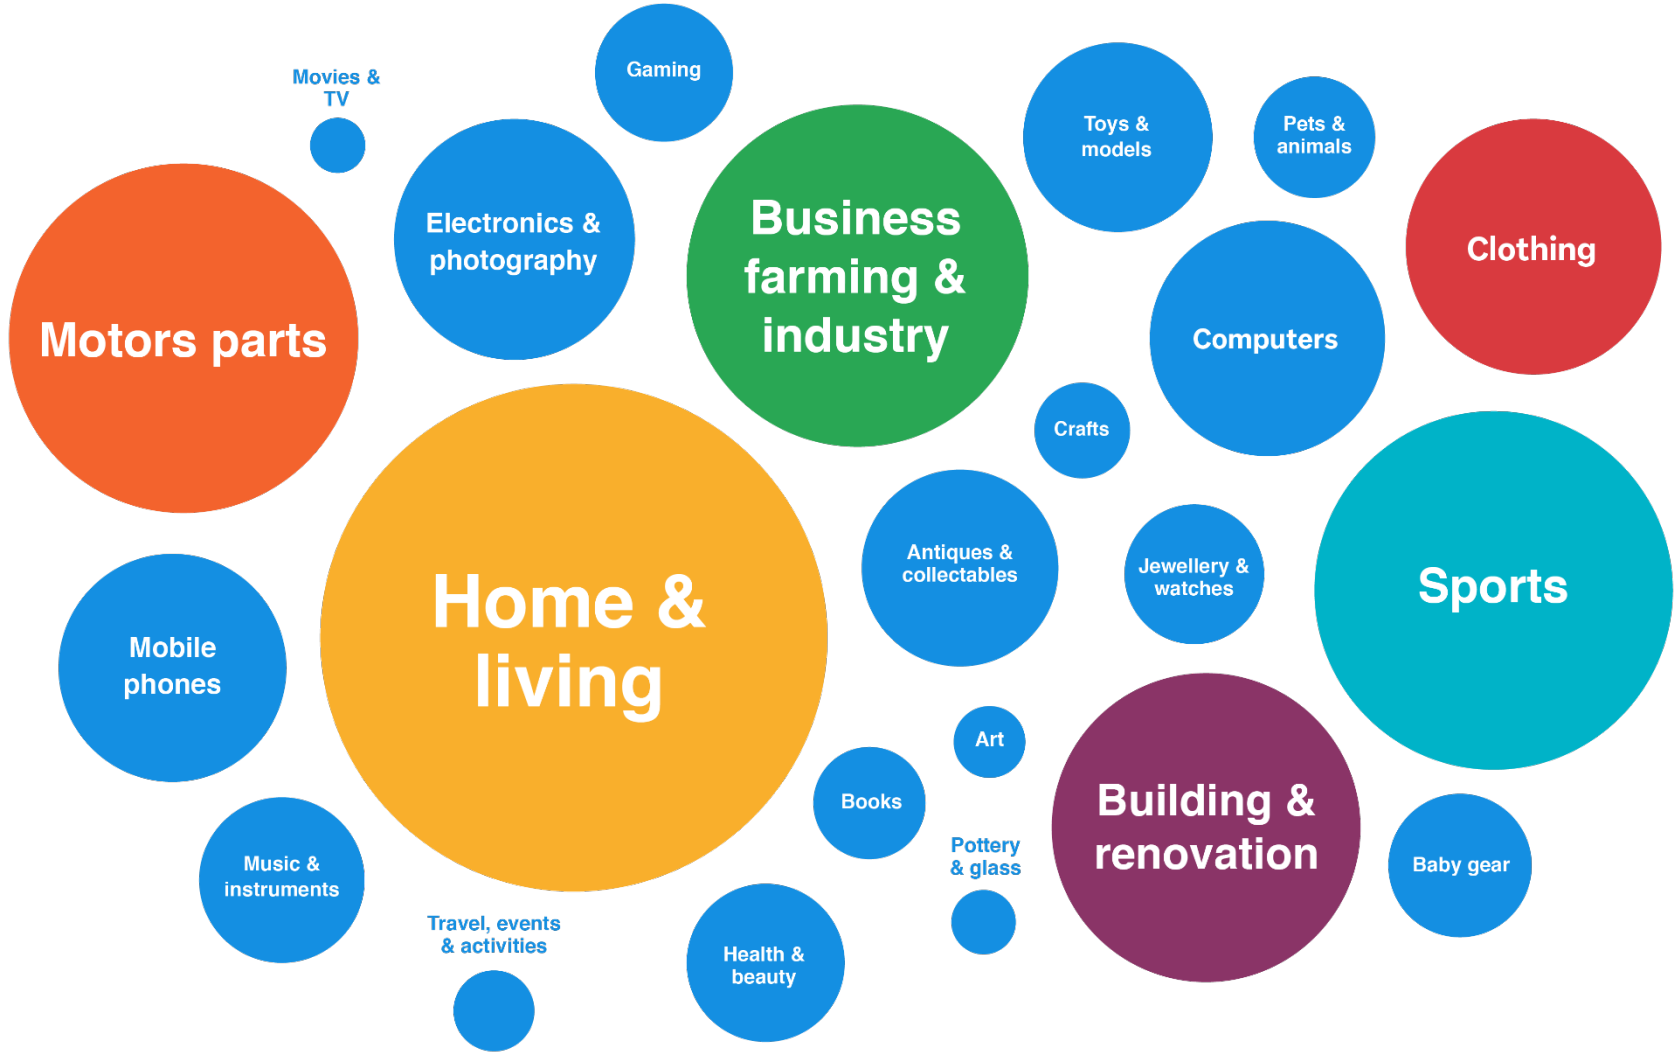 Gaming
Movies &
TV
Toys &
models
Pets &
animals
Electronics &
photography
Business
farming &
industry
Clothing
Motors parts
Computers
Crafts
Antiques &
collectables
Jewellery &
watches
Sports
Home &
living
Mobile
phones
Art
Books
Building &
renovation
Pottery
& glass
Baby gear
Music &
instruments
Travel, events
& activities
Health &
beauty